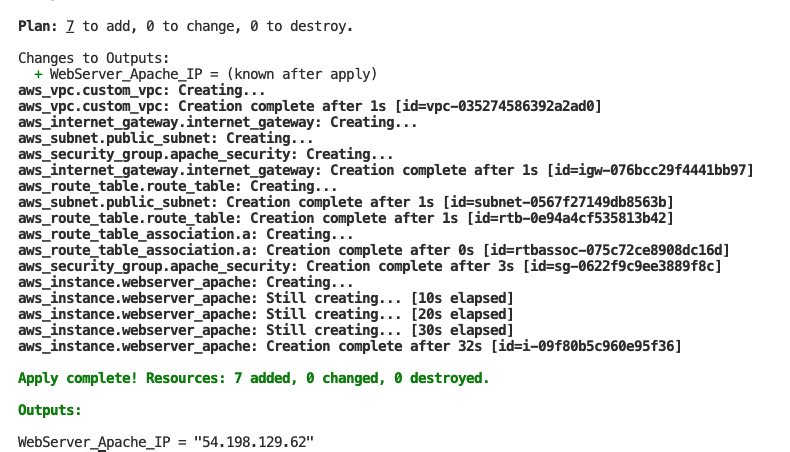 Plan: 7 to add, 0 to change, 0 to destroy.
Changes to Outputs:
+ WebServer_Apache_IP = (known after apply)
aws_vpc.custom_vpc: Creating...
aws_vpc.custom_vpc: Creation complete after 1s [id=vpc-035274586392a2ad0]
aws_internet_gateway.internet_gateway: Creating...
aws_subnet.public_subnet: Creating...
aws_security_group.apache_security: Creating...
aws_internet_gateway.internet_gateway: Creation complete after 1s [id=igw-076bcc29f4441bb97]
aws_route_table.route_table: Creating...
aws_subnet.public_subnet: Creation complete after 1s [id=subnet-0567f27149db8563b]
aws_route_table.route_table: Creation complete after 1s [id=rtb-0e94a4cf535813b42]
aws_route_table_association.a: Creating...
aws_route_table_association.a: Creation complete after 0s [id=rtbassoc-075c72ce8908dc16d]
aws_security_group.apache_security: Creation complete after 3s [id=sg-0622f9c9ee3889f8c]
aws_instance.webserver_apache: Creating...
aws_instance.webserver_apache: Still creating... [10s elapsed]
aws_instance.webserver_apache: Still creating... [20s elapsed]
aws_instance.webserver_apache: Still creating... [30s elapsed]
aws_instance.webserver_apache: Creation complete after 32s [id=i-09f80b5c960e95f36]
Apply complete! Resources: 7 added, 0 changed, 0 destroyed.
Outputs:
WebServer_Apache_IP = "54.198.129.62"